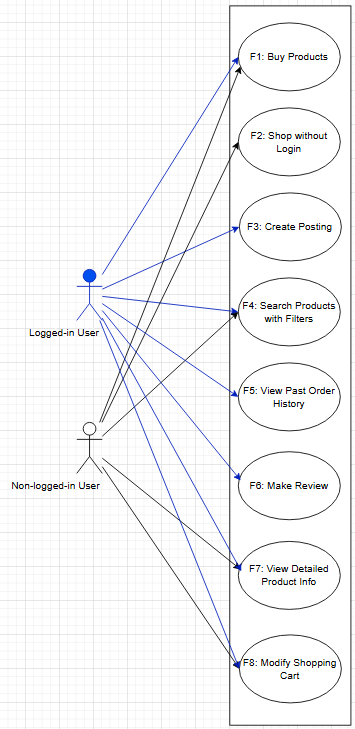 F1: Buy Products
F2: Shop without
Login
F3: Create Posting
Logged-in User
F4: Search Products
with Filters
F5: View Past Order
History
Non-logged-in User
F6: Make Review
F7: View Detailed
Product Info
F8: Modify Shopping
Cart